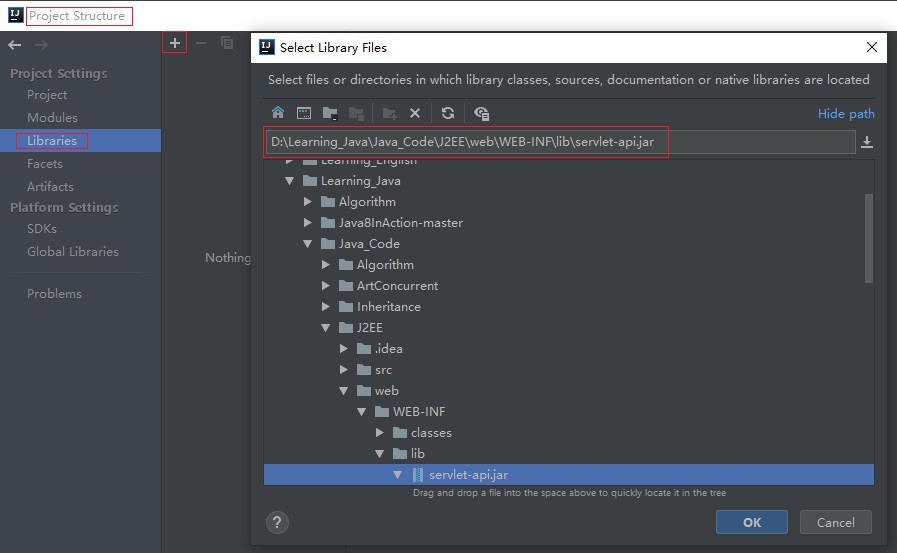 Project Structure
Project Settings
Project
Modules
Libraries
Facets
Artifacts
Platform Settings
SDKs
Global Libraries
Problems
Nothing
Select Library Files
Select files or directories in which library classes, sources, documentation or native libraries are located
Hide path
D:\Learning_Java\Java_Code\J2EE\web\WEB-INF\lib\servlet-api.jar
Learning_English
Learning_Java
Algorithm
Java8InAction-master
Java_Code
Algorithm
ArtConcurrent
Inheritance
J2EE
.idea
src
web
WEB-INF
classes
lib
servlet-api.jar
Drag and drop a file into the space above to quickly locate it in the tree
?
OK
Cancel